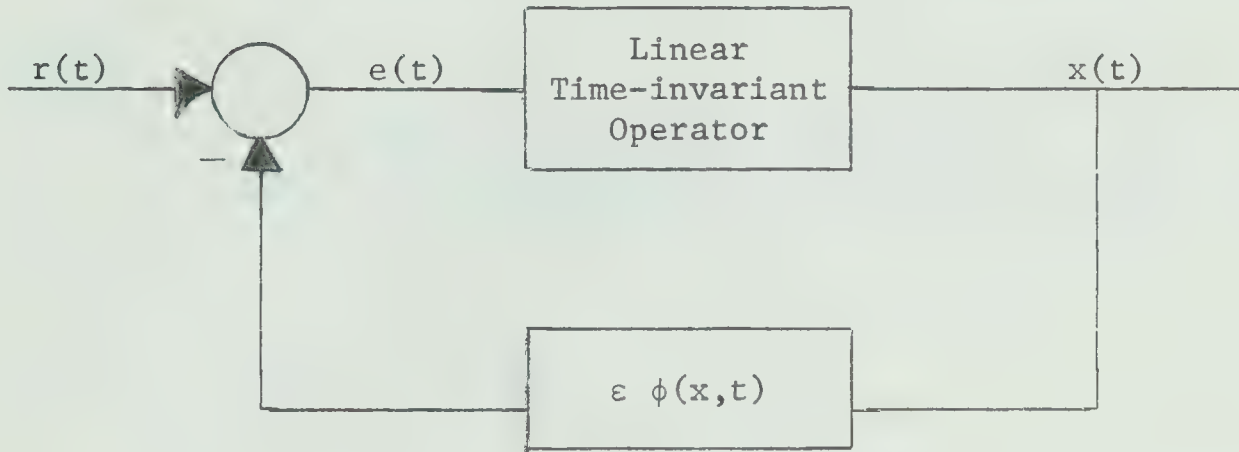 r(t)
e(t)
Linear
Time-invariant
Operator
x(t)
−
ε φ(x,t)